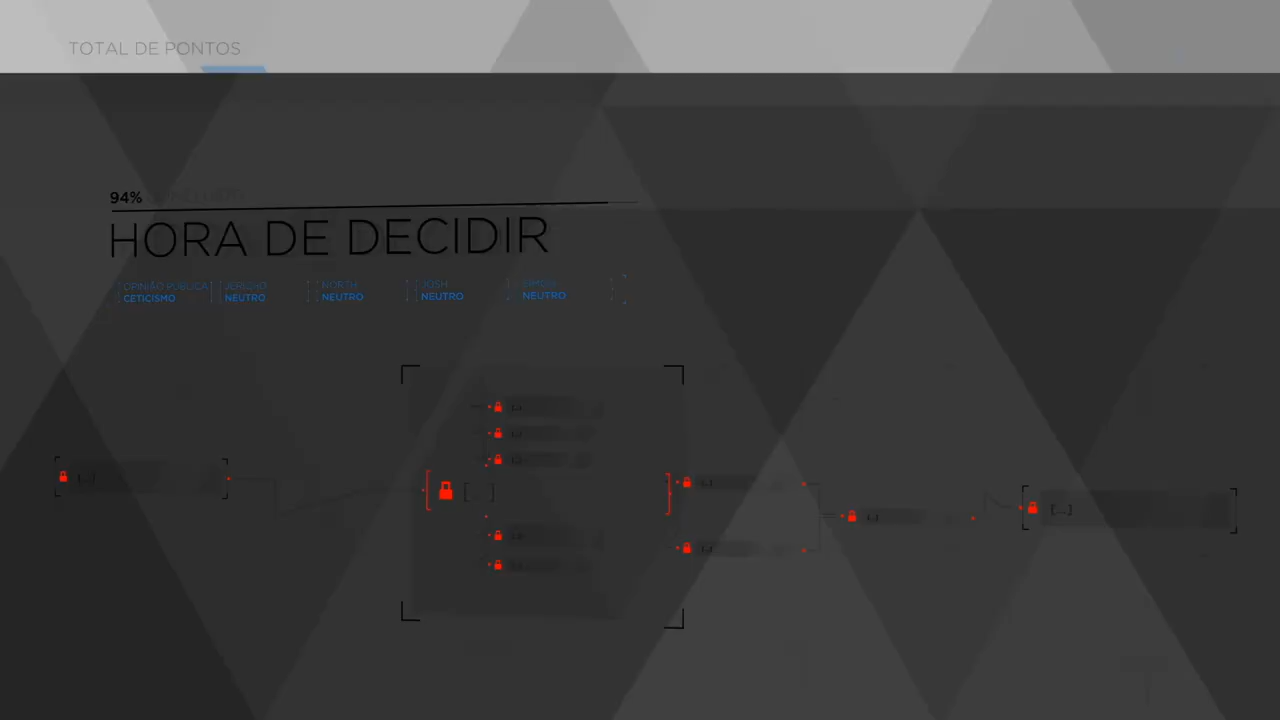 TOTAL DE PONTOS
94%
HORA DE DECIDIR
OPINIÃO PÚBLICA JERICHO NORTH JOSH SIMON
CETICISMO NEUTRO NEUTRO NEUTRO NEUTRO